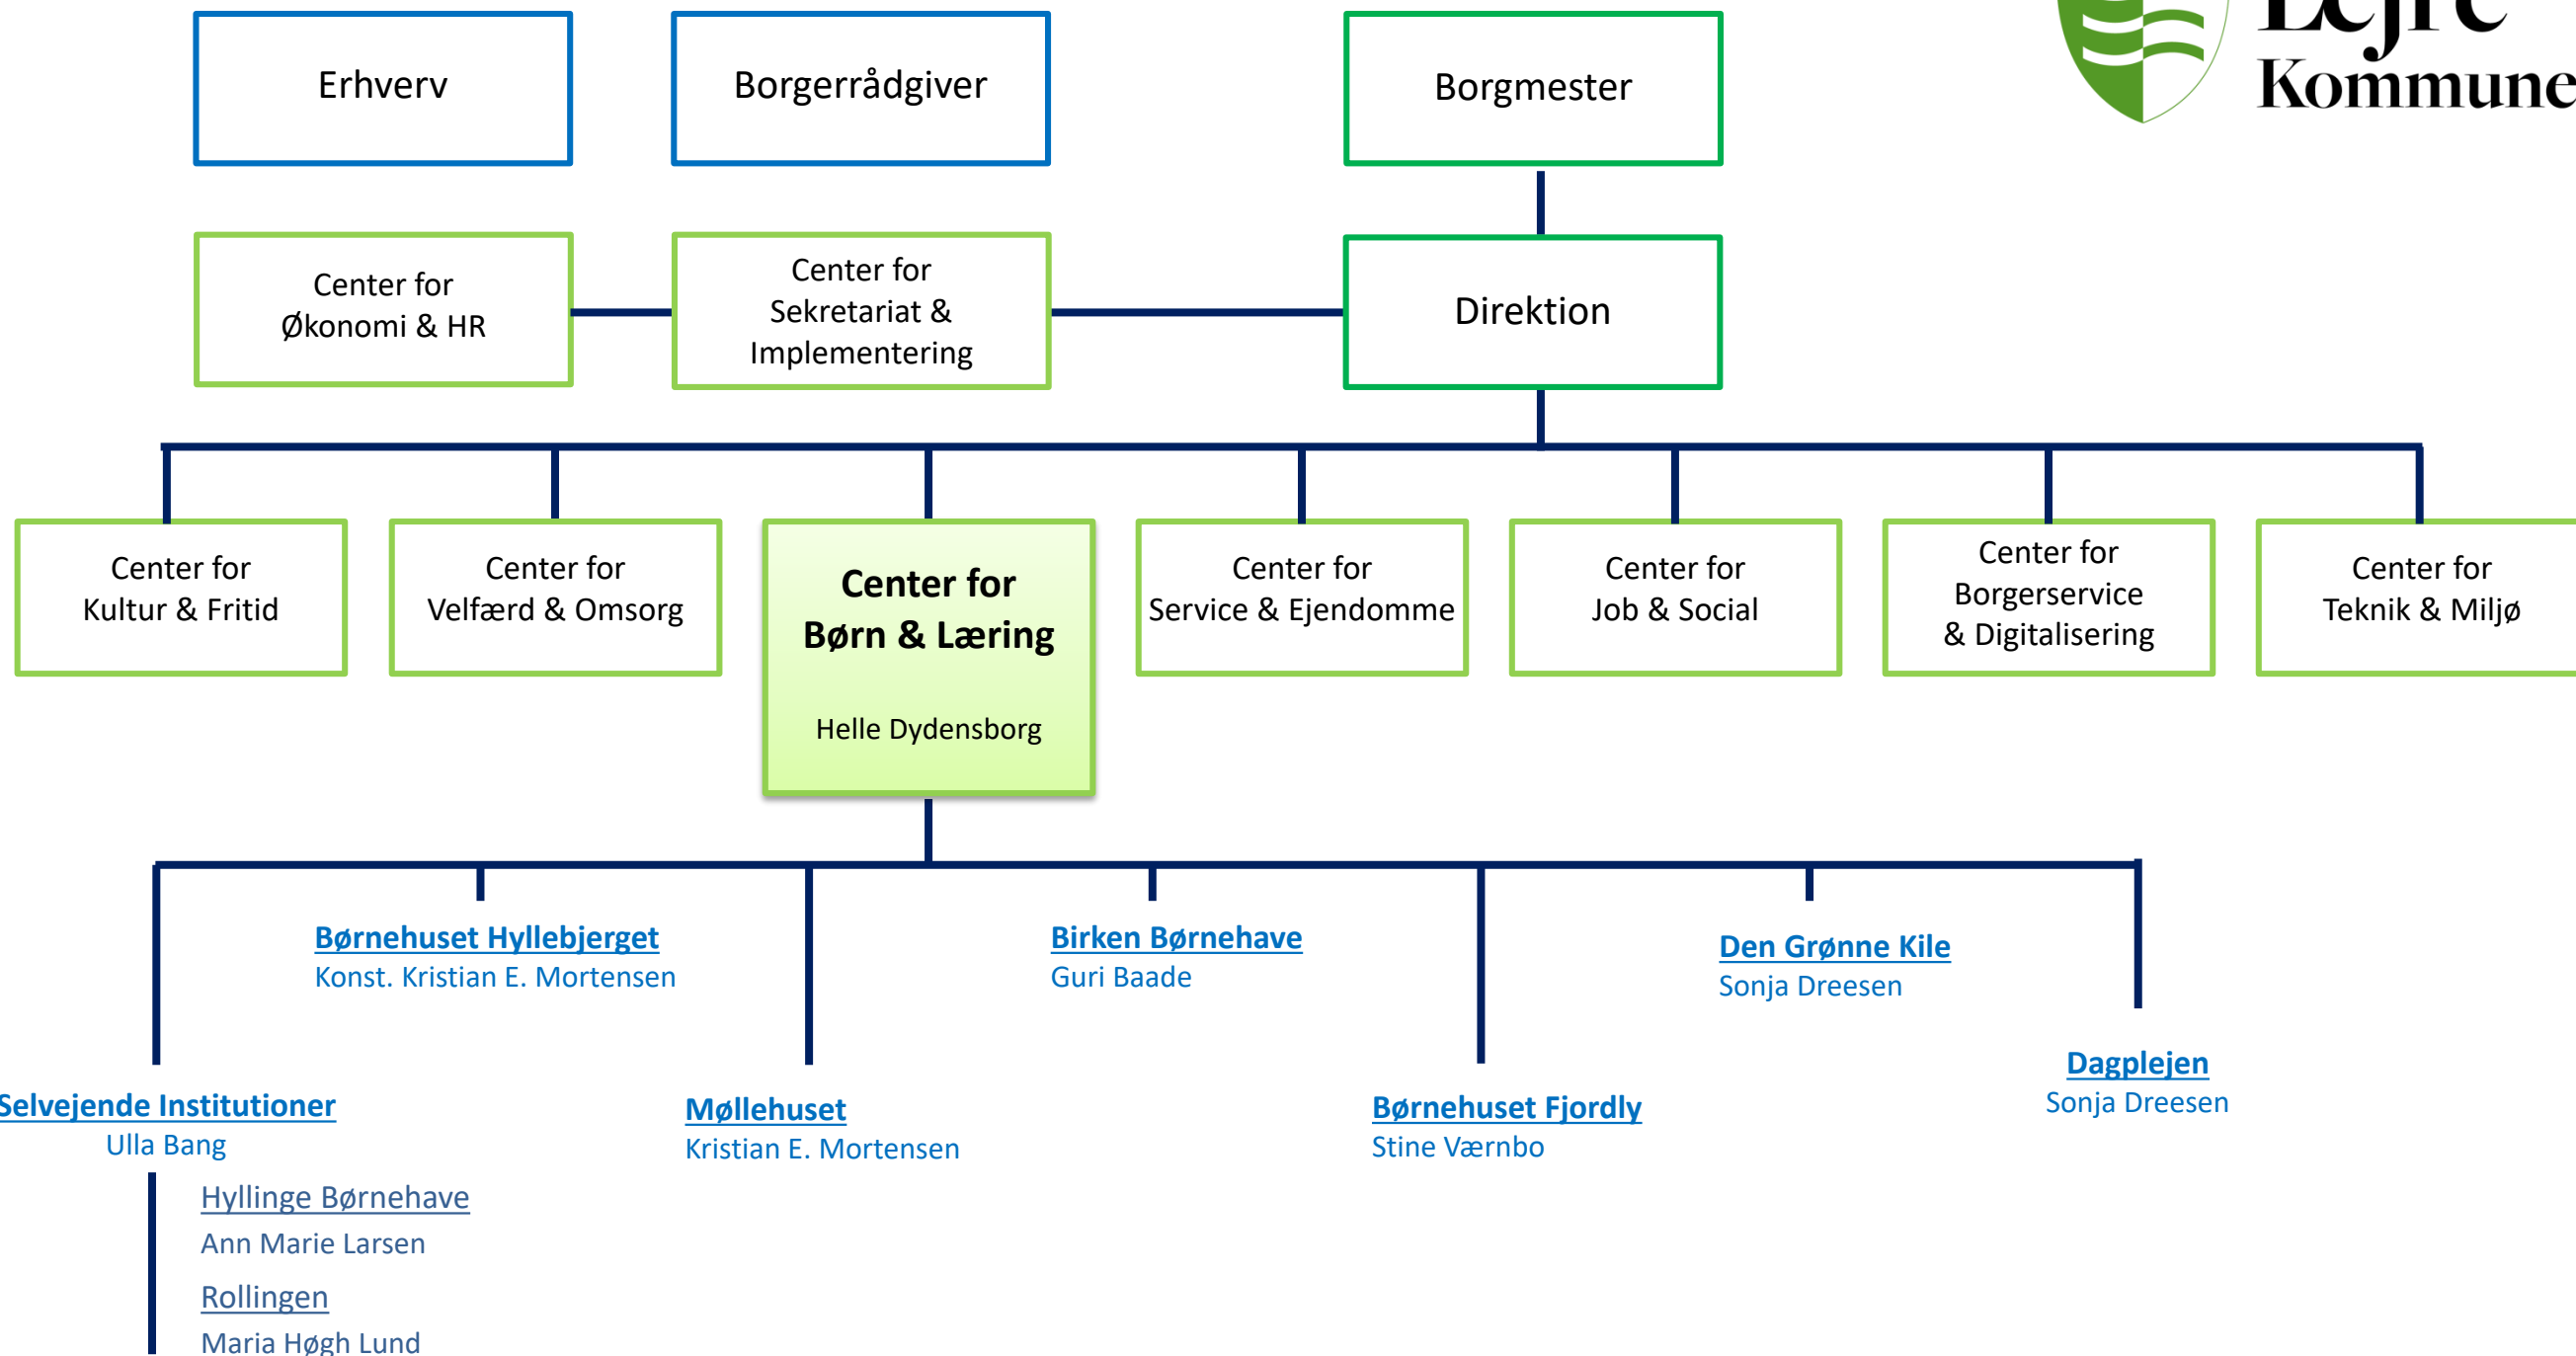 Lejre
Kommune
Erhverv
Borgerrådgiver
Borgmester
Center for
Økonomi & HR
Center for
Sekretariat &
Implementering
Direktion
Center for
Kultur & Fritid
Center for
Velfærd & Omsorg
Center for
Børn & Læring
Helle Dydensborg
Center for
Service & Ejendomme
Center for
Job & Social
Center for
Borgerservice
& Digitalisering
Center for
Teknik & Miljø
Børnehuset Hyllebjerget
Konst. Kristian E. Mortensen
Birken Børnehave
Guri Baade
Den Grønne Kile
Sonja Dreesen
Selvejende Institutioner
Ulla Bang
Møllehuset
Kristian E. Mortensen
Børnehuset Fjordly
Stine Værnbo
Dagplejen
Sonja Dreesen
Hyllinge Børnehave
Ann Marie Larsen
Rollingen
Maria Høgh Lund